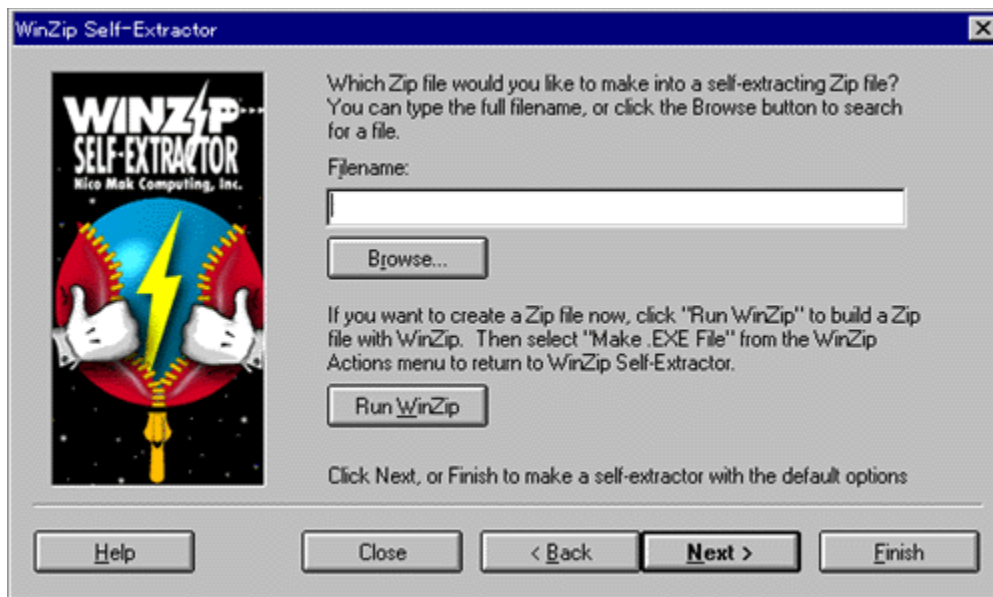 WinZip Self-Extractor
WINZIP
SELF-EXTRACTOR
Nico Mak Computing, Inc.
Which Zip file would you like to make into a self-extracting Zip file?
You can type the full filename, or click the Browse button to search
for a file.
Filename:
Browse...
If you want to create a Zip file now, click "Run WinZip" to build a Zip
file with WinZip. Then select "Make .EXE File" from the WinZip
Actions menu to return to WinZip Self-Extractor.
Run WinZip
Click Next, or Finish to make a self-extractor with the default options
Help
Close
< Back
Next >
Finish